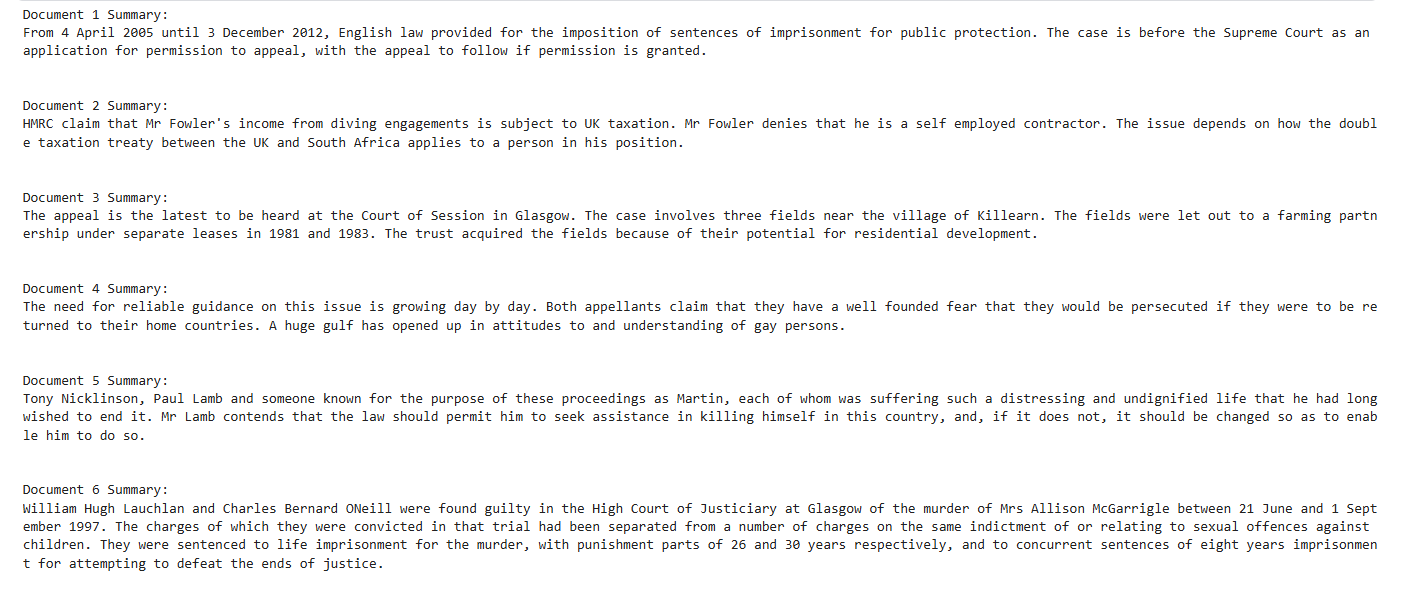 Document 1 Summary:
From 4 April 2005 until 3 December 2012, English law provided for the imposition of sentences of imprisonment for public protection. The case is before the Supreme Court as an
application for permission to appeal, with the appeal to follow if permission is granted.
Document 2 Summary:
HMRC claim that Mr Fowler's income from diving engagements is subject to UK taxation. Mr Fowler denies that he is a self employed contractor. The issue depends on how the doubl
e taxation treaty between the UK and South Africa applies to a person in his position.
Document 3 Summary:
The appeal is the latest to be heard at the Court of Session in Glasgow. The case involves three fields near the village of Killearn. The fields were let out to a farming partn
ership under separate leases in 1981 and 1983. The trust acquired the fields because of their potential for residential development.
Document 4 Summary:
The need for reliable guidance on this issue is growing day by day. Both appellants claim that they have a well founded fear that they would be persecuted if they were to be re
turned to their home countries. A huge gulf has opened up in attitudes to and understanding of gay persons.
Document 5 Summary:
Tony Nicklinson, Paul Lamb and someone known for the purpose of these proceedings as Martin, each of whom was suffering such a distressing and undignified life that he had long
wished to end it. Mr Lamb contends that the law should permit him to seek assistance in killing himself in this country, and, if it does not, it should be changed so as to enab
le him to do so.
Document 6 Summary:
William Hugh Lauchlan and Charles Bernard ONeill were found guilty in the High Court of Justiciary at Glasgow of the murder of Mrs Allison McGarrigle between 21 June and 1 Sept
ember 1997. The charges of which they were convicted in that trial had been separated from a number of charges on the same indictment of or relating to sexual offences against
children. They were sentenced to life imprisonment for the murder, with punishment parts of 26 and 30 years respectively, and to concurrent sentences of eight years imprisonmen
t for attempting to defeat the ends of justice.